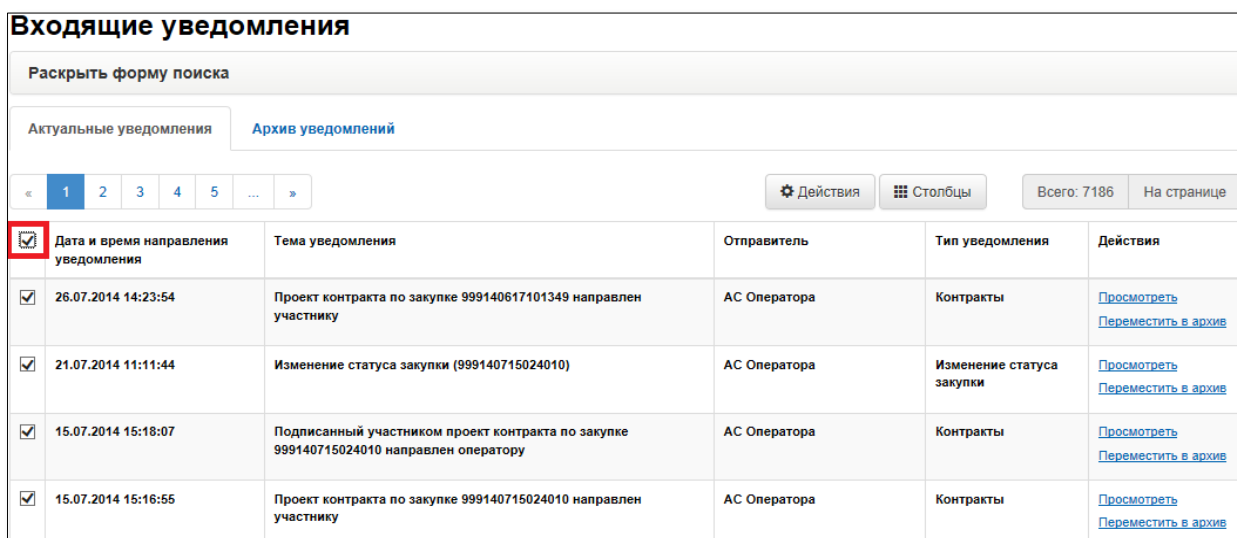 Входящие уведомления
Раскрыть форму поиска
Актуальные уведомления Архив уведомлений
« 1 2 3 4 5 ... » Действия Столбцы Всего: 7186 На странице
Дата и время направления Тема уведомления Отправитель Тип уведомления Действия
уведомления
26.07.2014 14:23:54 Проект контракта по закупке 999140617101349 направлен АС Оператора Контракты Просмотреть
участнику Переместить в архив
21.07.2014 11:11:44 Изменение статуса закупки (999140715024010) АС Оператора Изменение статуса Просмотреть
закупки Переместить в архив
15.07.2014 15:18:07 Подписанный участником проект контракта по закупке АС Оператора Контракты Просмотреть
999140715024010 направлен оператору Переместить в архив
15.07.2014 15:16:55 Проект контракта по закупке 999140715024010 направлен АС Оператора Контракты Просмотреть
участнику Переместить в архив